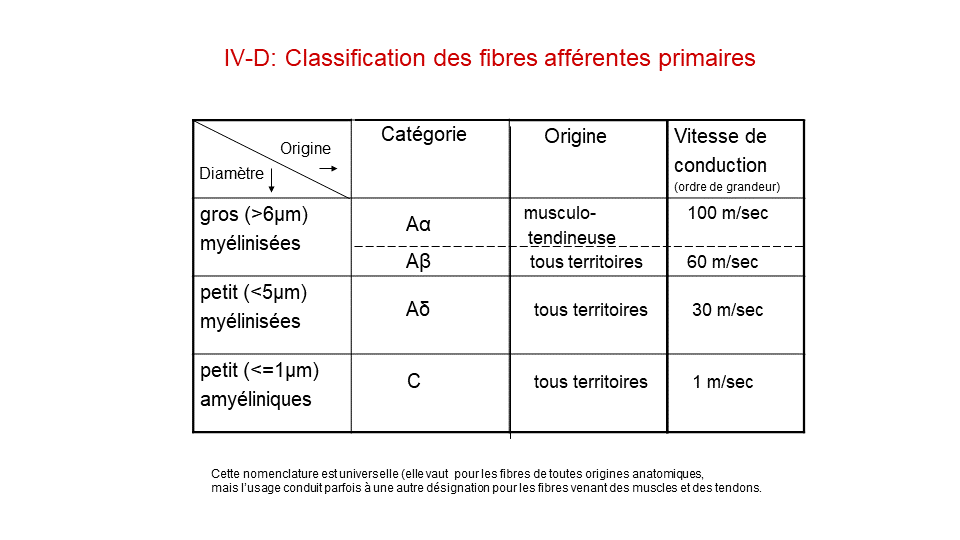 IV-D: Classification des fibres afférentes primaires
Origine
Diamètre
Catégorie
Origine
Vitesse de
conduction
(ordre de grandeur)
gros (>6µm)
myélinisées
Aα
musculo-
tendineuse
100 m/sec
Aβ
tous territoires
60 m/sec
petit (<5µm)
myélinisées
Aδ
tous territoires
30 m/sec
petit (<=1µm)
amyéliniques
C
tous territoires
1 m/sec
Cette nomenclature est universelle (elle vaut pour les fibres de toutes origines anatomiques,
mais l'usage conduit parfois à une autre désignation pour les fibres venant des muscles et des tendons.